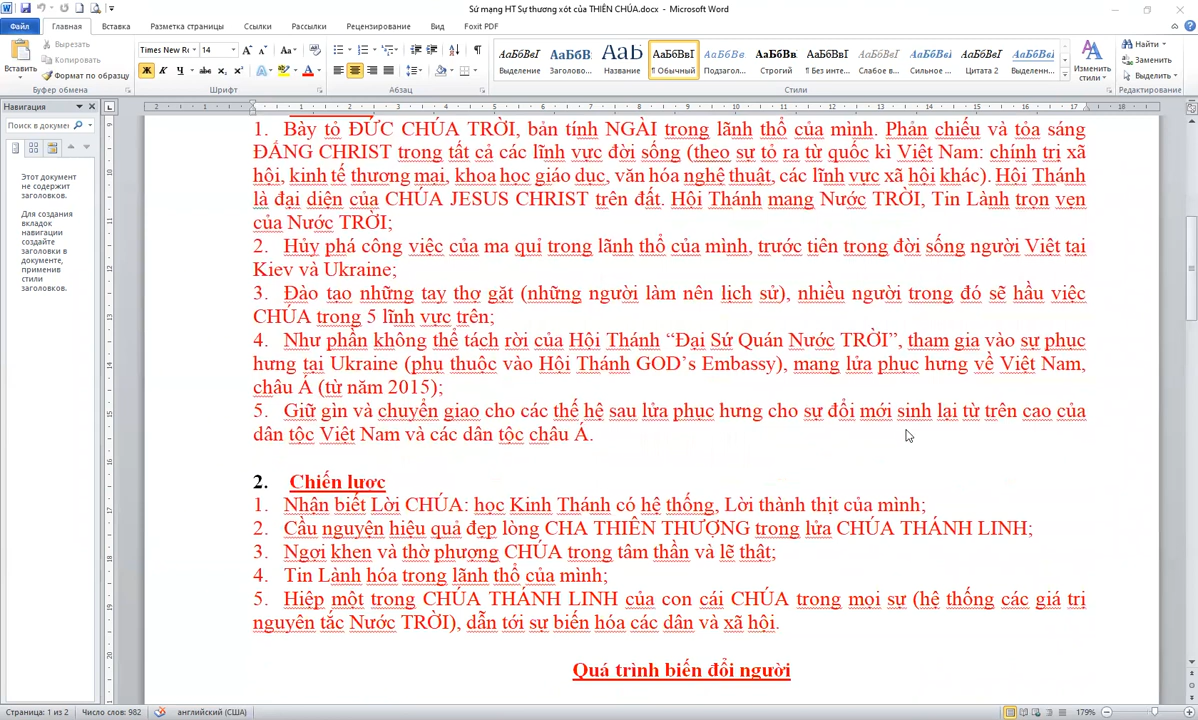 Sứ mạng HT Sự thương xót của THIÊN CHÚA.docx - Microsoft Word
Файл Главная Вставка Разметка страницы Ссылки Рассылки Рецензирование Вид Foxit PDF
Вставить
Вырезать
Копировать
Формат по образцу
Times New Ro 14
Ж К Ч
АаБбВвГ АаБбВ АаБ АаБбВвГ АаБбВв АаБбВв АаБбВвГ АаБбВвГ АаБбВвГ АаБбВвГ АаБбВвГ
Выделение Заголово... Название ¶ Обычный Подзагол... Строгий ¶ Без инте... Слабое в... Сильное ... Цитата 2 Выделенн...
Изменить стили
Найти
Заменить
Выделить
Буфер обмена Шрифт Абзац Стили Редактирование
Навигация
Поиск в докумен
Этот документ
не содержит
заголовков.
Для создания
вкладок
навигации
создайте
заголовки в
документе,
применив
стили
заголовков.
1. Bày tỏ ĐỨC CHÚA TRỜI, bản tính NGÀI trong lãnh thổ của mình. Phản chiếu và tỏa sáng
ĐẤNG CHRIST trong tất cả các lĩnh vực đời sống (theo sự tỏ ra từ quốc kì Việt Nam: chính trị xã
hội, kinh tế thương mại, khoa học giáo dục, văn hóa nghệ thuật, các lĩnh vực xã hội khác). Hội Thánh
là đại diện của CHÚA JESUS CHRIST trên đất. Hội Thánh mang Nước TRỜI, Tin Lành trọn vẹn
của Nước TRỜI;
2. Hủy phá công việc của ma quỉ trong lãnh thổ của mình, trước tiên trong đời sống người Việt tại
Kiev và Ukraine;
3. Đào tạo những tay thợ gặt (những người làm nên lịch sử), nhiều người trong đó sẽ hầu việc
CHÚA trong 5 lĩnh vực trên;
4. Như phần không thể tách rời của Hội Thánh “Đại Sứ Quán Nước TRỜI”, tham gia vào sự phục
hưng tại Ukraine (phụ thuộc vào Hội Thánh GOD’s Embassy), mang lửa phục hưng về Việt Nam,
châu Á (từ năm 2015);
5. Giữ gìn và chuyển giao cho các thế hệ sau lửa phục hưng cho sự đổi mới sinh lại từ trên cao của
dân tộc Việt Nam và các dân tộc châu Á.
2. Chiến lược
1. Nhận biết Lời CHÚA: học Kinh Thánh có hệ thống, Lời thành thịt của mình;
2. Cầu nguyện hiệu quả đẹp lòng CHA THIÊN THƯỢNG trong lửa CHÚA THÁNH LINH;
3. Ngợi khen và thờ phượng CHÚA trong tâm thần và lẽ thật;
4. Tin Lành hóa trong lãnh thổ của mình;
5. Hiệp một trong CHÚA THÁNH LINH của con cái CHÚA trong mọi sự (hệ thống các giá trị
nguyên tắc Nước TRỜI), dẫn tới sự biến hóa các dân và xã hội.
Quá trình biến đổi người
Страница: 1 из 2 Число слов: 982 английский (США) 179%